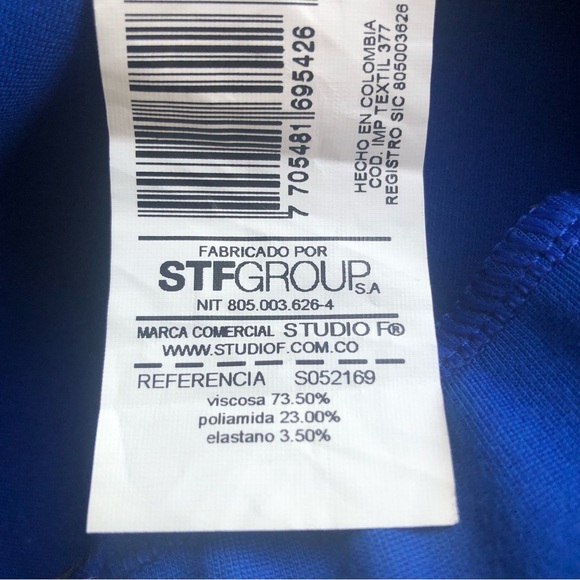 7 705481 695426
HECHO EN COLOMBIA
COD. IMP TEXTIL 377
REGISTRO SIC 805003626
FABRICADO POR
STFGROUP S.A
NIT 805.003.626-4
MARCA COMERCIAL STUDIO F®
WWW.STUDIOF.COM.CO
REFERENCIA S052169
viscosa 73.50%
poliamida 23.00%
elastano 3.50%